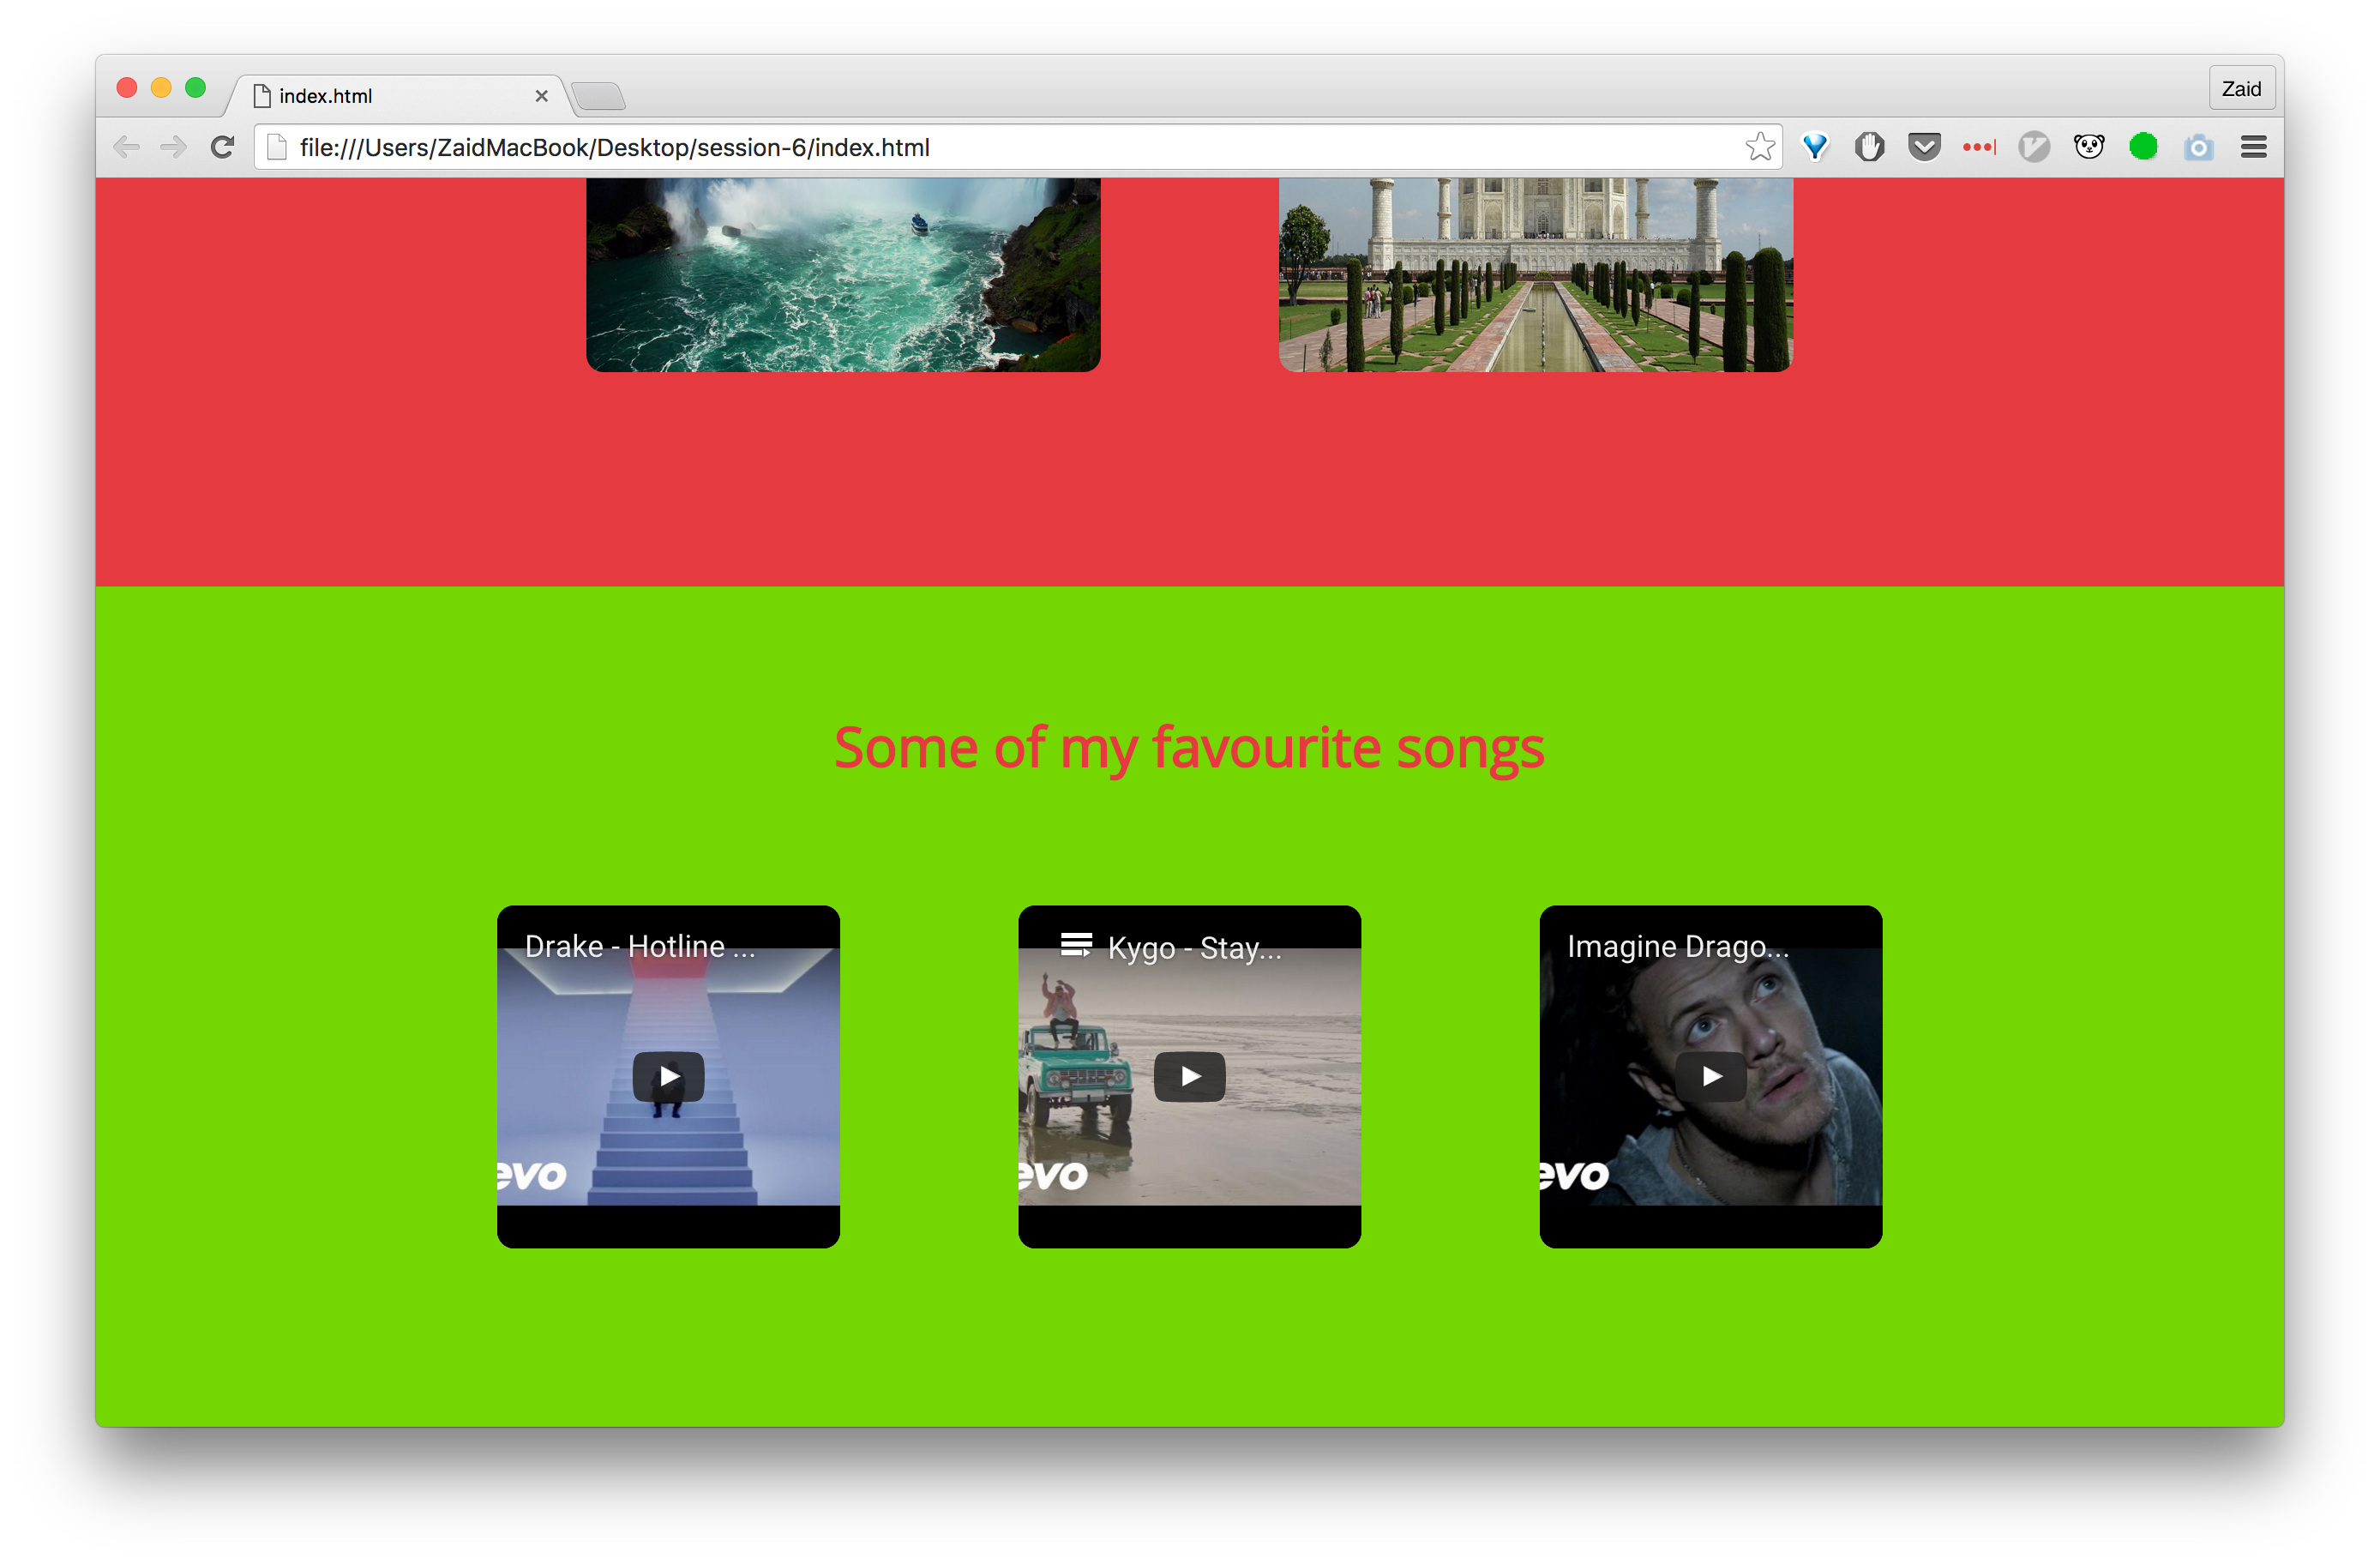 index.html
Zaid
file:///Users/ZaidMacBook/Desktop/session-6/index.html
Some of my favourite songs
Drake - Hotline ...
Kygo - Stay...
Imagine Drago...
evo
evo
evo